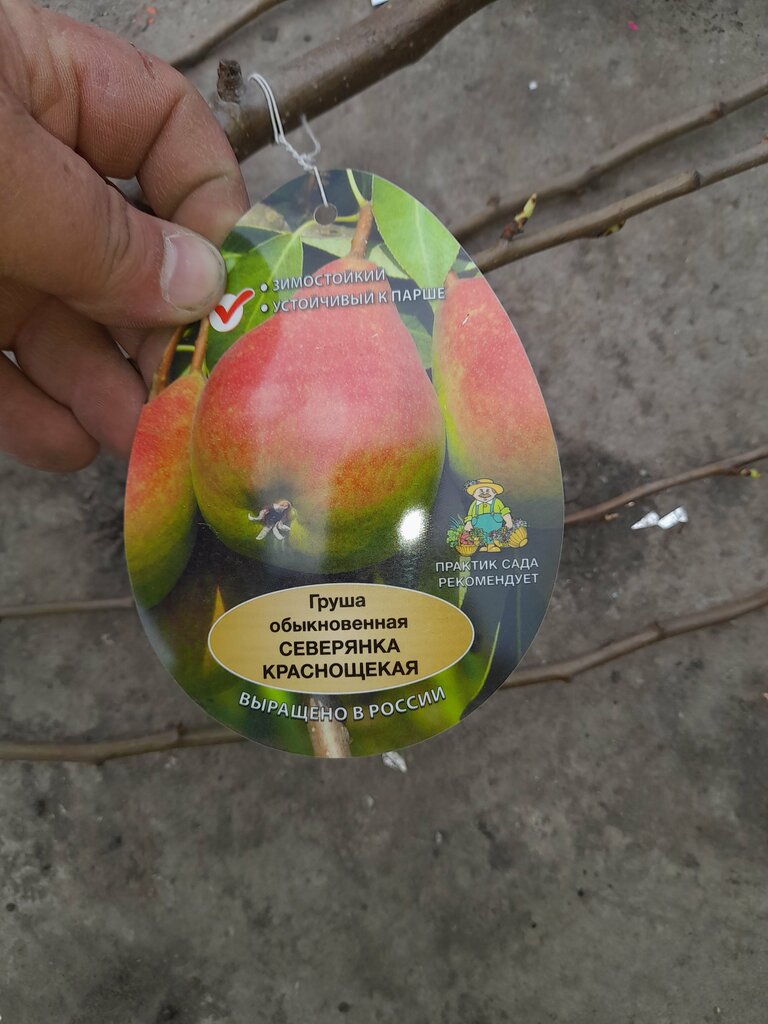 • ЗИМОСТОЙКИЙ
• УСТОЙЧИВЫЙ К ПАРШЕ
ПРАКТИК САДА
РЕКОМЕНДУЕТ
Груша
обыкновенная
СЕВЕРЯНКА
КРАСНОЩЕКАЯ
ВЫРАЩЕНО В РОССИИ